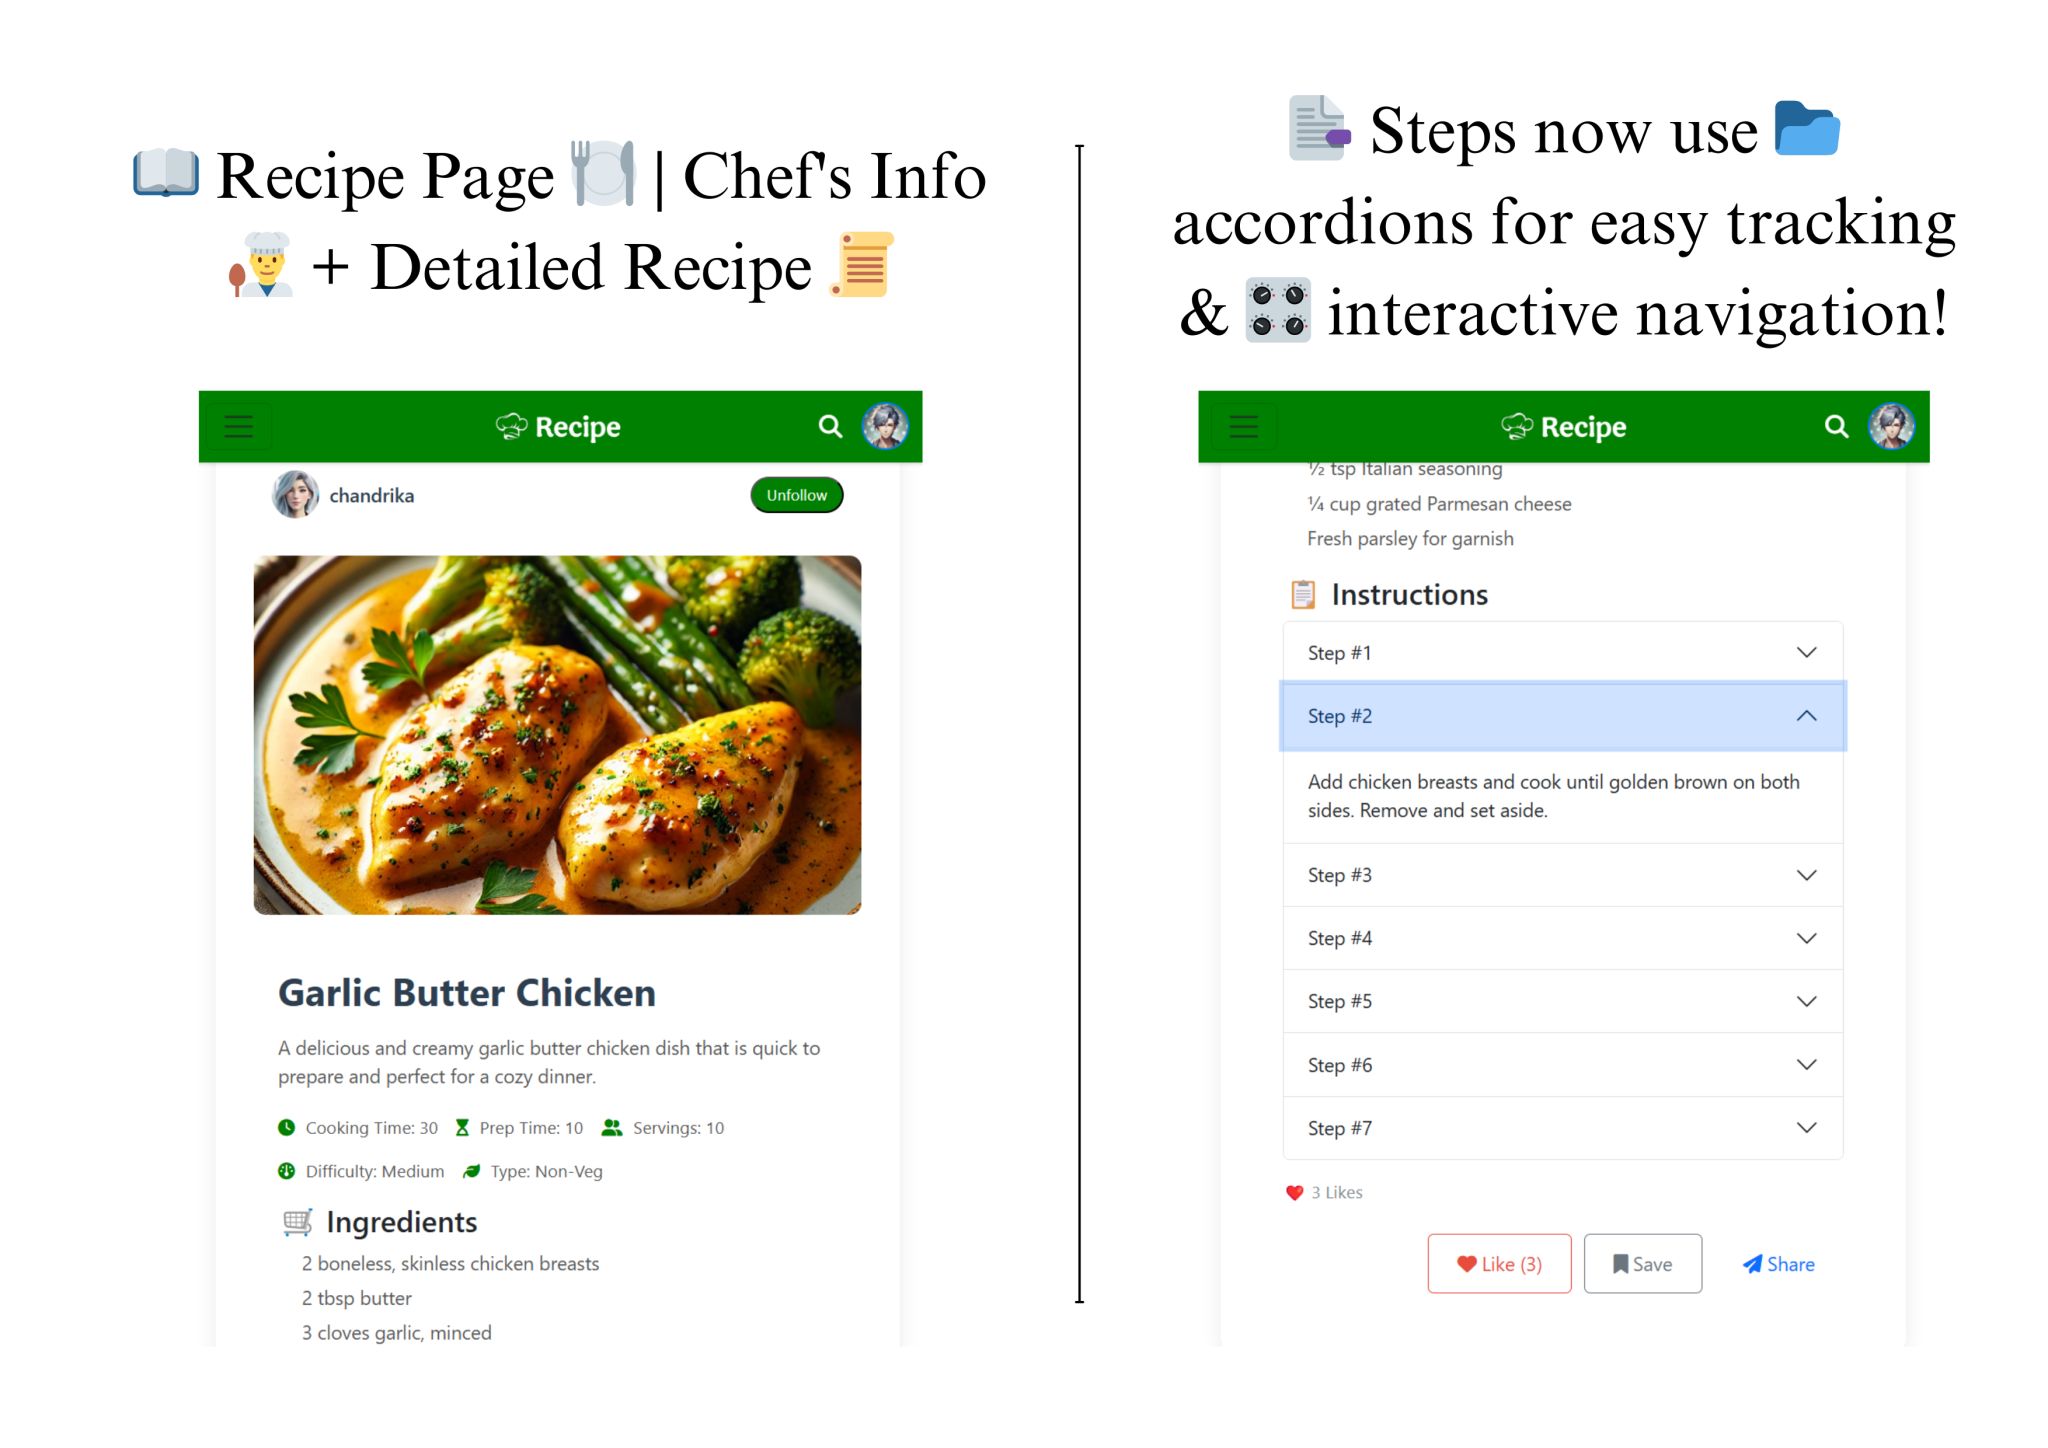 📖 Recipe Page 🍽️ | Chef's Info
👨‍🍳 + Detailed Recipe 📜
Recipe
chandrika
Unfollow
Garlic Butter Chicken
A delicious and creamy garlic butter chicken dish that is quick to
prepare and perfect for a cozy dinner.
Cooking Time: 30 Prep Time: 10 Servings: 10
Difficulty: Medium Type: Non-Veg
🛒 Ingredients
2 boneless, skinless chicken breasts
2 tbsp butter
3 cloves garlic, minced
📑 Steps now use 📂
accordions for easy tracking
& 🎛️ interactive navigation!
Recipe
½ tsp Italian seasoning
¼ cup grated Parmesan cheese
Fresh parsley for garnish
📋 Instructions
Step #1
Step #2
Add chicken breasts and cook until golden brown on both
sides. Remove and set aside.
Step #3
Step #4
Step #5
Step #6
Step #7
❤️ 3 Likes
Like (3) Save Share